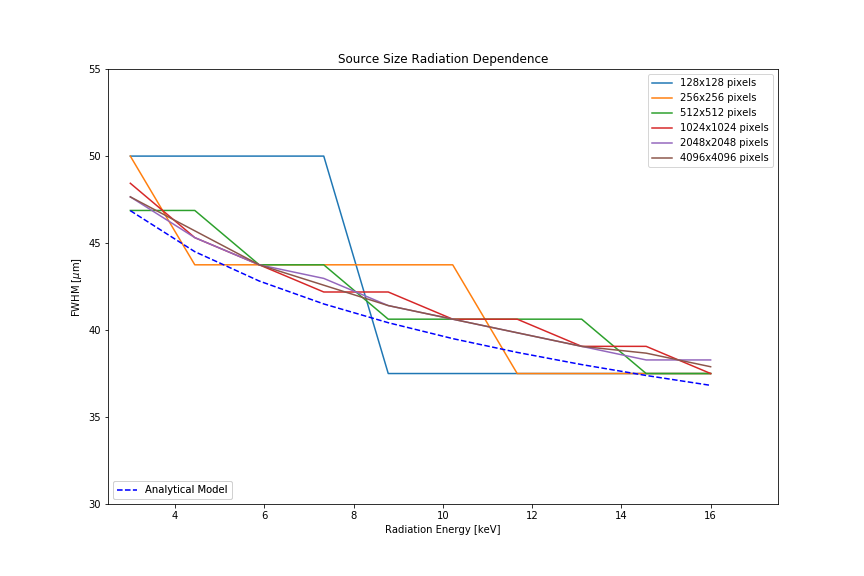 Source Size Radiation Dependence
55
50
45
40
35
30
FWHM [μm]
128x128 pixels
256x256 pixels
512x512 pixels
1024x1024 pixels
2048x2048 pixels
4096x4096 pixels
Analytical Model
4 6 8 10 12 14 16
Radiation Energy [keV]